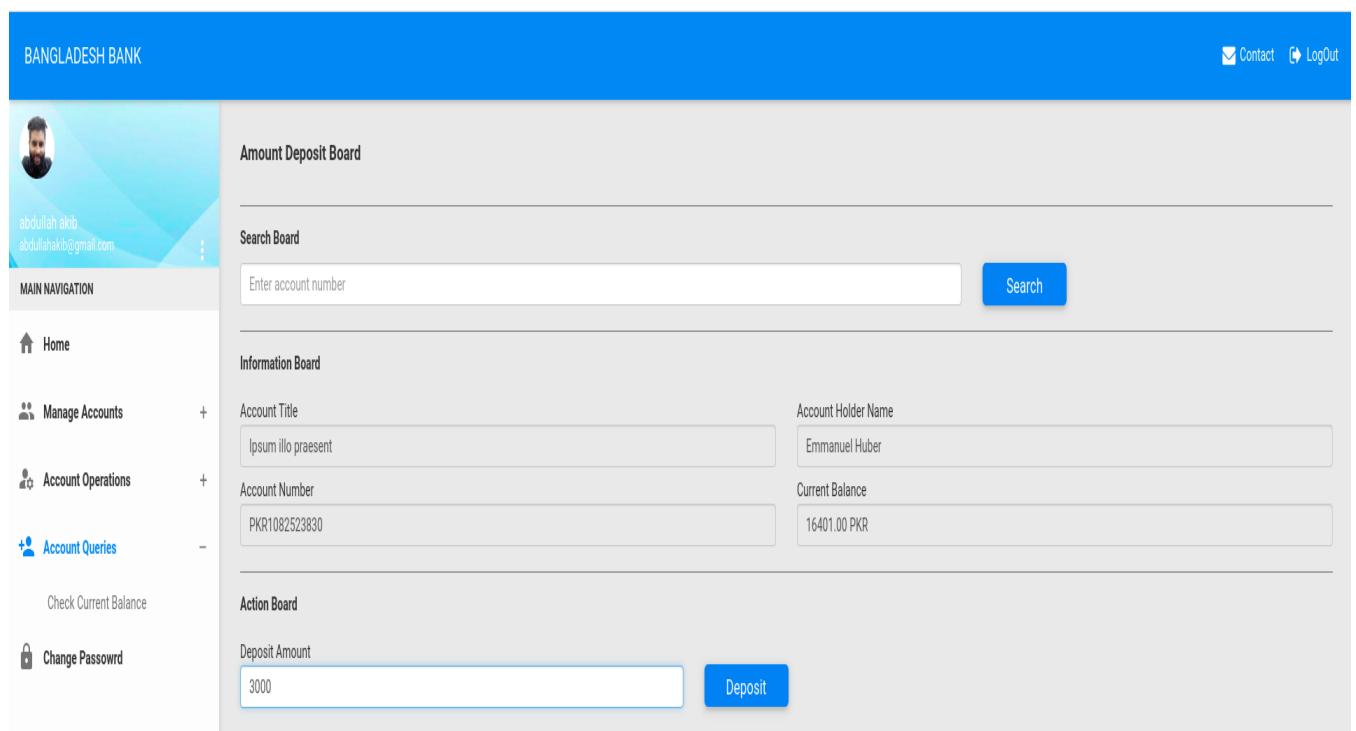 BANGLADESH BANK
Contact
LogOut
abdullah akib
abdullahakib@gmail.com
MAIN NAVIGATION
Home
Manage Accounts +
Account Operations +
Account Queries −
Check Current Balance
Change Passowrd
Amount Deposit Board
Search Board
Enter account number
Search
Information Board
Account Title
Ipsum illo praesent
Account Holder Name
Emmanuel Huber
Account Number
PKR1082523830
Current Balance
16401.00 PKR
Action Board
Deposit Amount
3000
Deposit